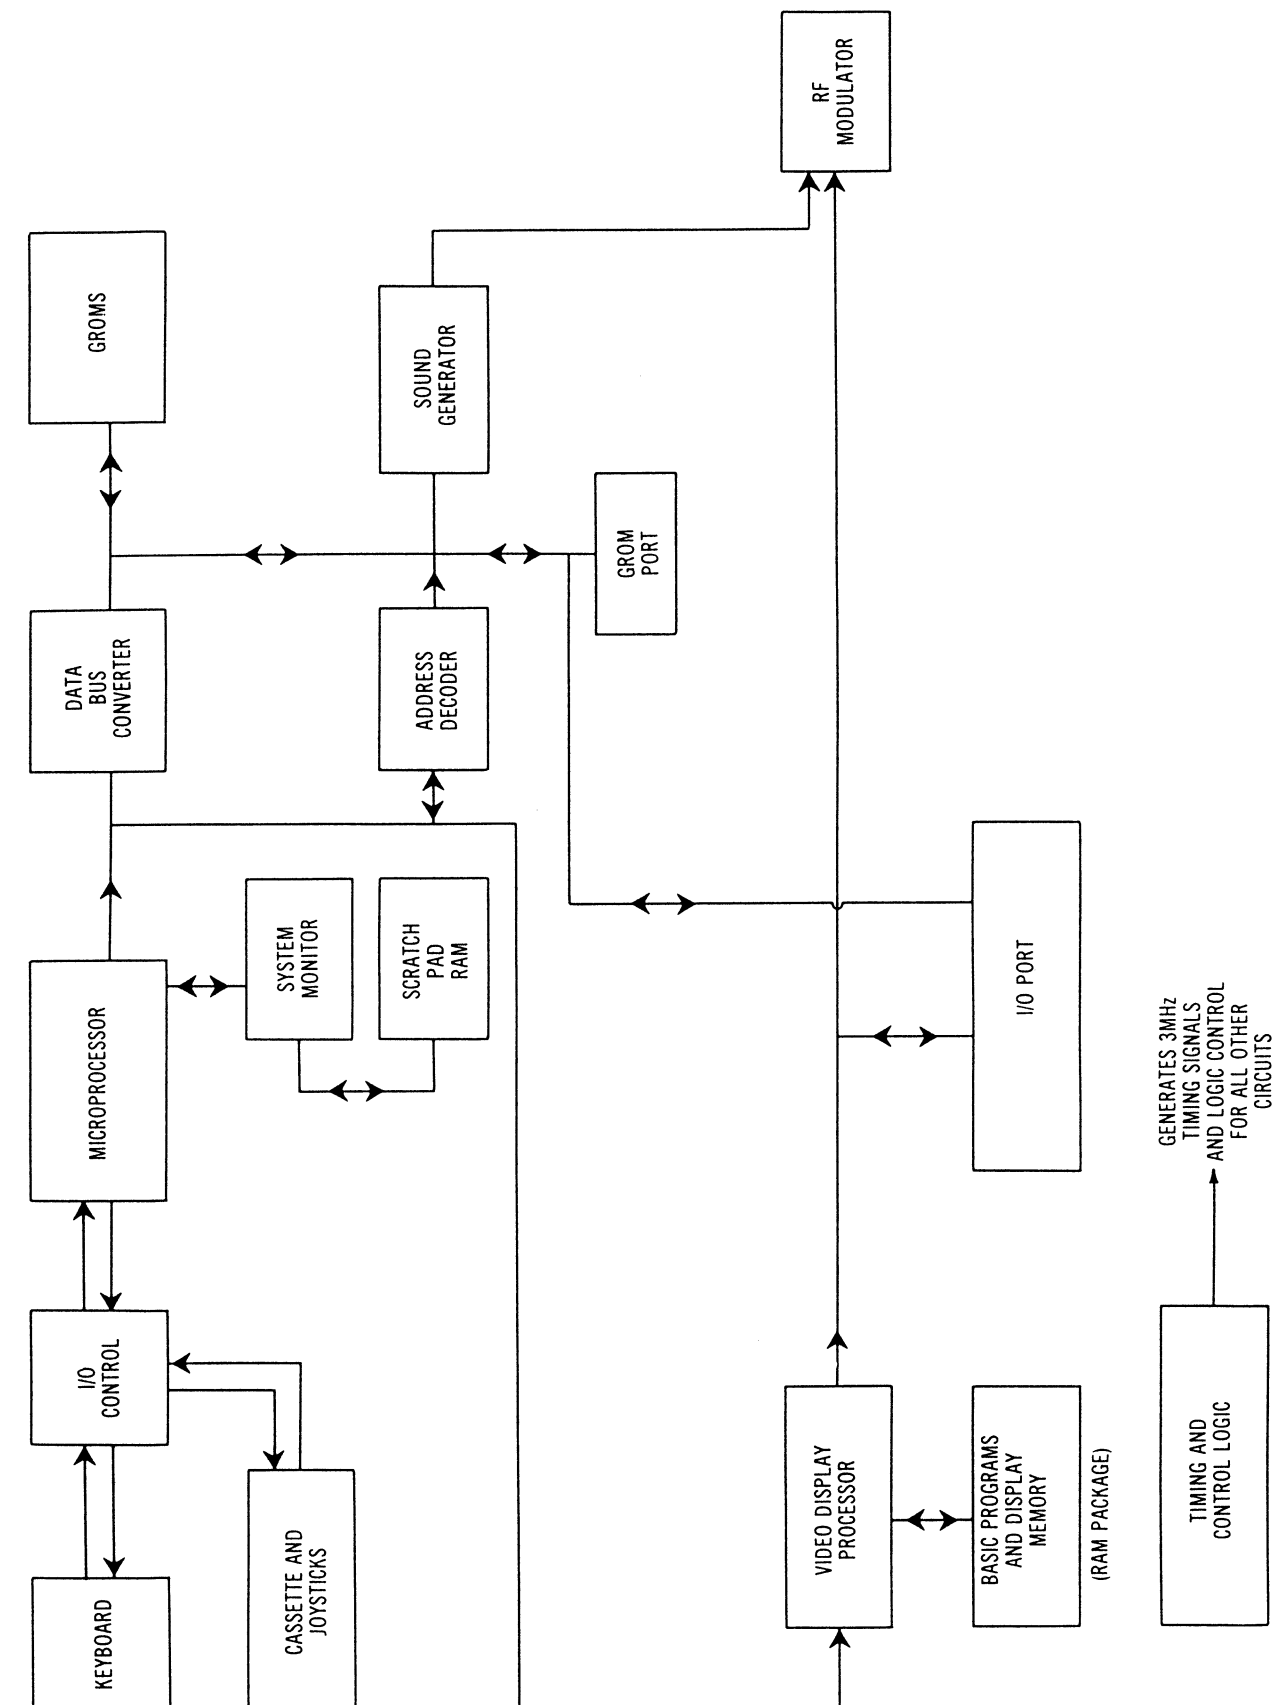 KEYBOARD
I/O
CONTROL
MICROPROCESSOR
DATA
BUS
CONVERTER
GROMS
CASSETTE AND
JOYSTICKS
SYSTEM
MONITOR
SCRATCH
PAD
RAM
ADDRESS
DECODER
SOUND
GENERATOR
GROM
PORT
VIDEO DISPLAY
PROCESSOR
RF
MODULATOR
BASIC PROGRAMS
AND DISPLAY
MEMORY
(RAM PACKAGE)
I/O PORT
TIMING AND
CONTROL LOGIC
GENERATES 3MHz
TIMING SIGNALS
AND LOGIC CONTROL
FOR ALL OTHER
CIRCUITS